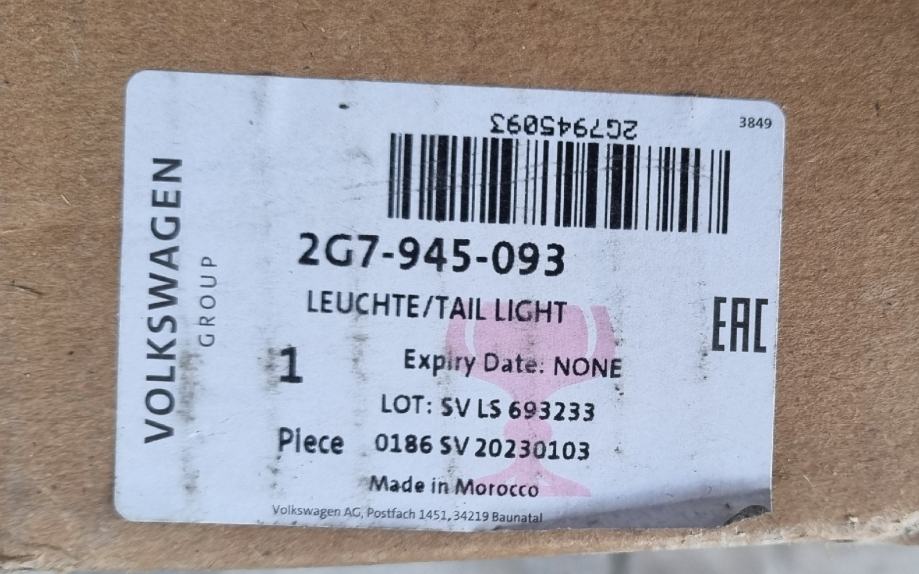 3849
2G7945093
VOLKSWAGEN
GROUP
2G7-945-093
LEUCHTE/TAIL LIGHT
EAC
1 Expiry Date: NONE
LOT: SV LS 693233
Piece 0186 SV 20230103
Made in Morocco
Volkswagen AG, Postfach 1451, 34219 Baunatal